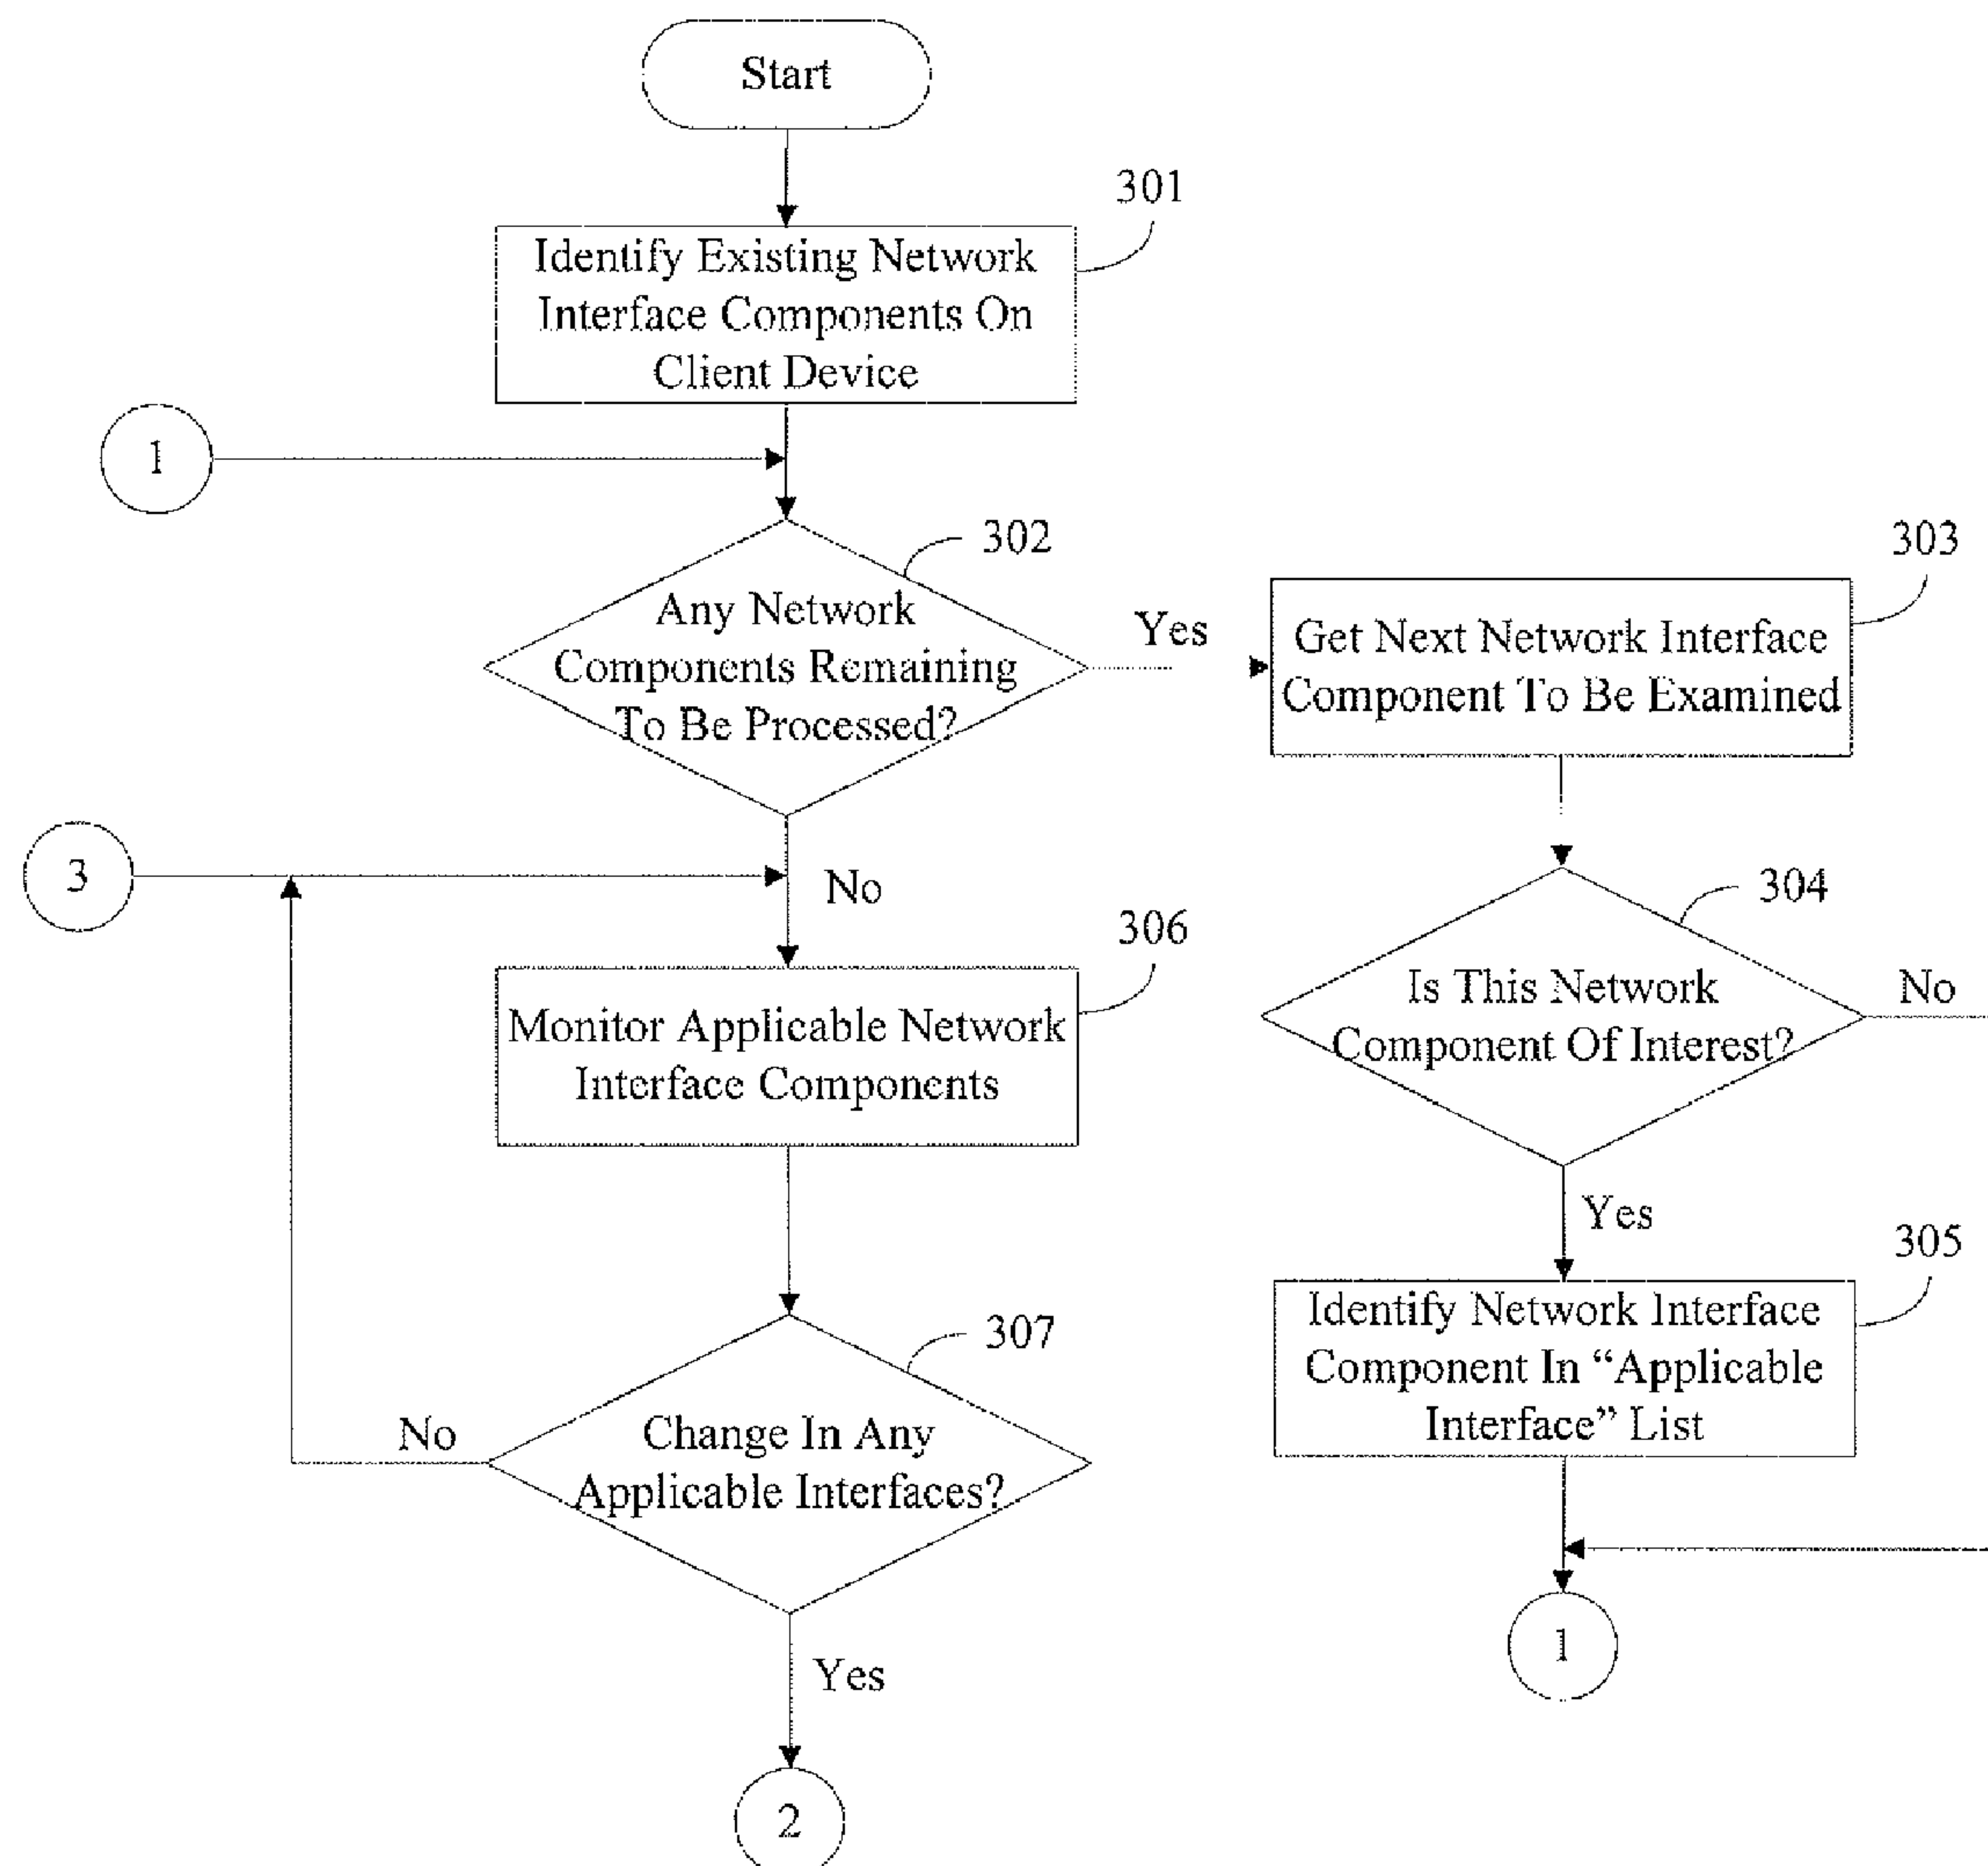 Start
301
Identify Existing Network
Interface Components On
Client Device
1
302
Any Network
Components Remaining
To Be Processed?
Yes
303
Get Next Network Interface
Component To Be Examined
3
No
304
Is This Network
Component Of Interest?
No
306
Monitor Applicable Network
Interface Components
Yes
305
Identify Network Interface
Component In “Applicable
Interface” List
307
Change In Any
Applicable Interfaces?
No
1
Yes
2